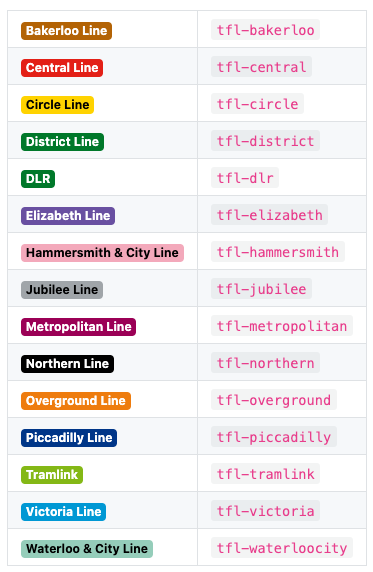 Bakerloo Line tfl-bakerloo
Central Line tfl-central
Circle Line tfl-circle
District Line tfl-district
DLR tfl-dlr
Elizabeth Line tfl-elizabeth
Hammersmith & City Line tfl-hammersmith
Jubilee Line tfl-jubilee
Metropolitan Line tfl-metropolitan
Northern Line tfl-northern
Overground Line tfl-overground
Piccadilly Line tfl-piccadilly
Tramlink tfl-tramlink
Victoria Line tfl-victoria
Waterloo & City Line tfl-waterloocity